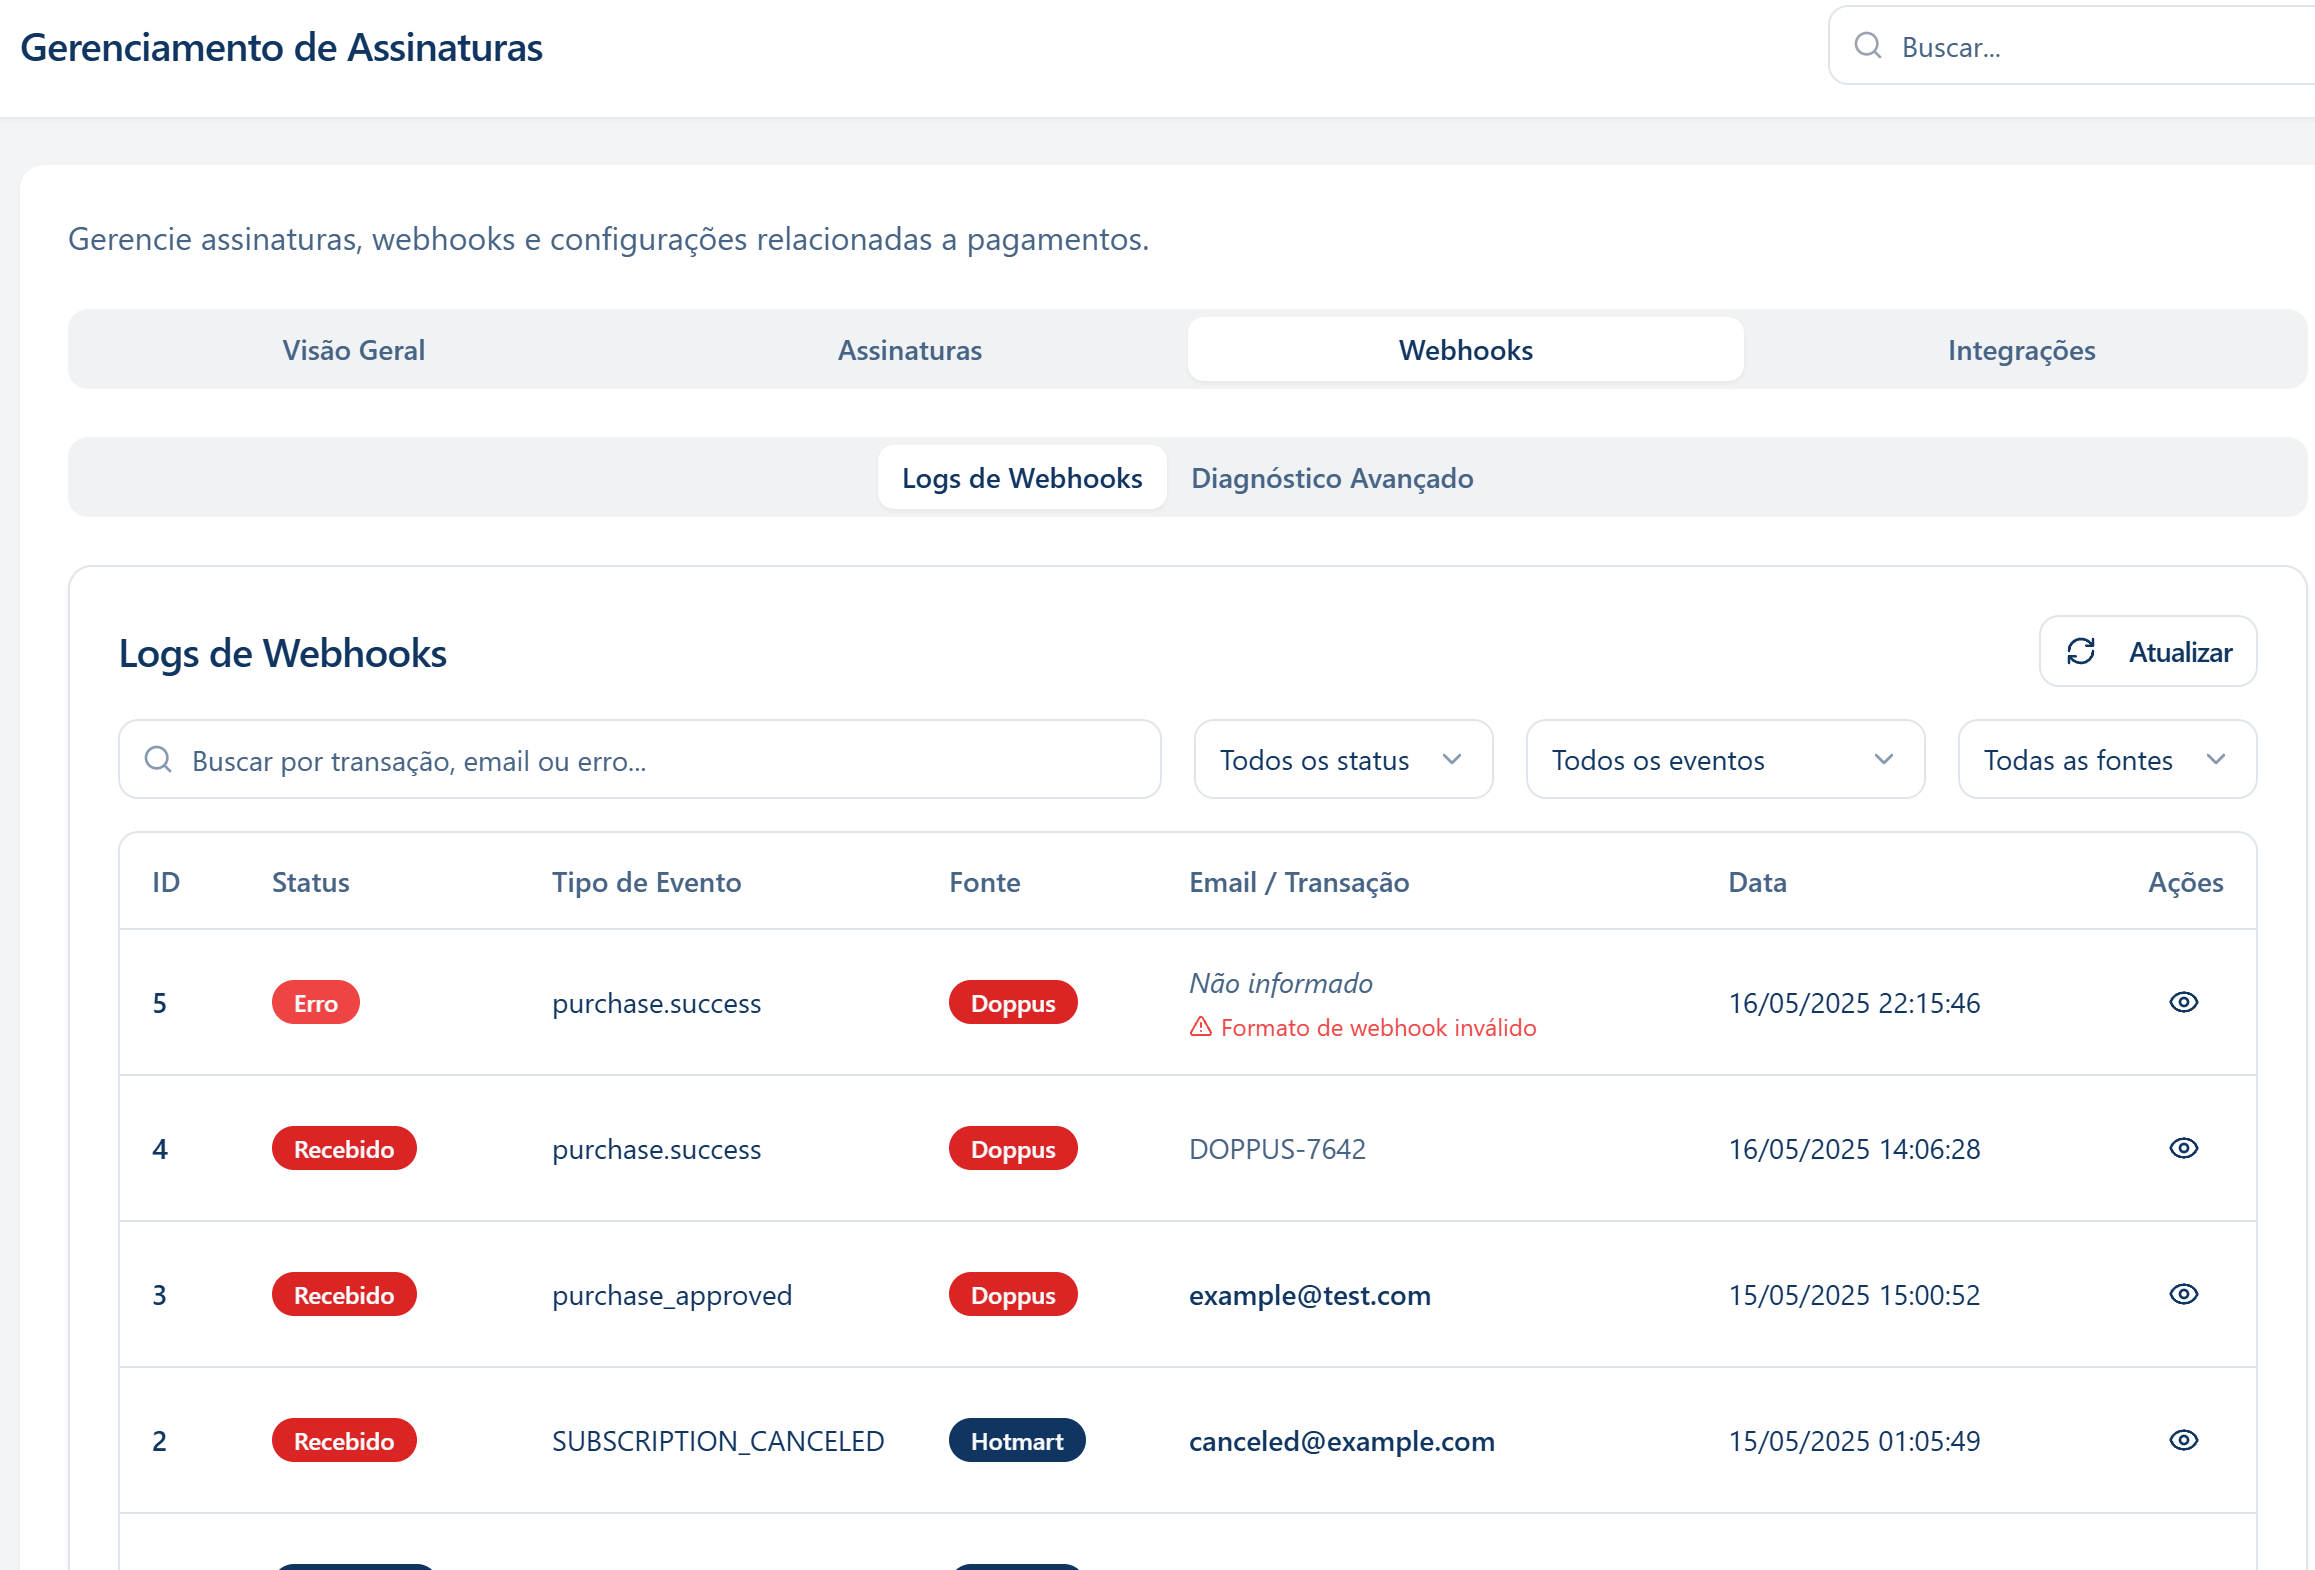 Gerenciamento de Assinaturas
Buscar...
Gerencie assinaturas, webhooks e configurações relacionadas a pagamentos.
Visão Geral
Assinaturas
Webhooks
Integrações
Logs de Webhooks
Diagnóstico Avançado
Logs de Webhooks
Atualizar
Buscar por transação, email ou erro...
Todos os status
Todos os eventos
Todas as fontes
ID Status Tipo de Evento Fonte Email / Transação Data Ações
5 Erro purchase.success Doppus Não informado 16/05/2025 22:15:46
Formato de webhook inválido
4 Recebido purchase.success Doppus DOPPUS-7642 16/05/2025 14:06:28
3 Recebido purchase_approved Doppus example@test.com 15/05/2025 15:00:52
2 Recebido SUBSCRIPTION_CANCELED Hotmart canceled@example.com 15/05/2025 01:05:49